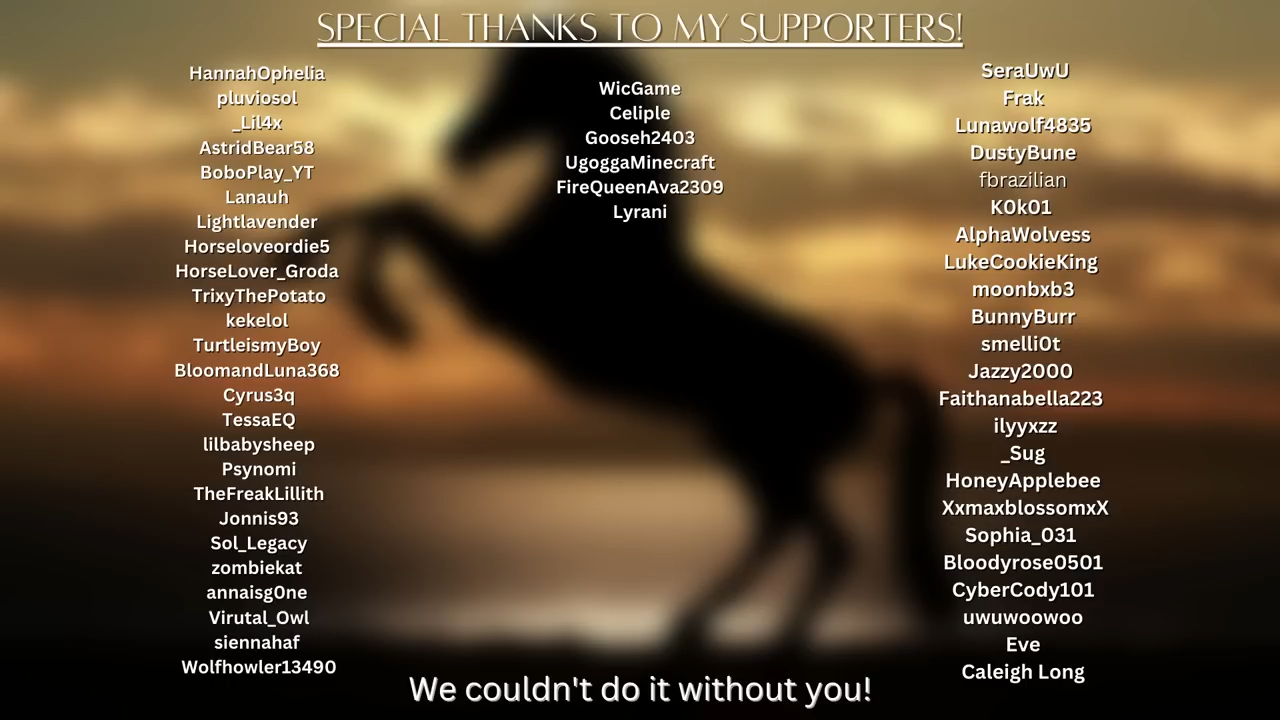 SPECIAL THANKS TO MY SUPPORTERS!
HannahOphelia
pluviosol
_Lil4x
AstridBear58
BoboPlay_YT
Lanauh
Lightlavender
Horseloveordie5
HorseLover_Groda
TrixyThePotato
kekelol
TurtleismyBoy
BloomandLuna368
Cyrus3q
TessaEQ
lilbabysheep
Psynomi
TheFreakLillith
Jonnis93
Sol_Legacy
zombiekat
annaisg0ne
Virutal_Owl
siennahaf
Wolfhowler13490
WicGame
Celiple
Gooseh2403
UgoggaMinecraft
FireQueenAva2309
Lyrani
SeraUwU
Frak
Lunawolf4835
DustyBune
fbrazilian
K0k01
AlphaWolvess
LukeCookieKing
moonbxb3
BunnyBurr
smelli0t
Jazzy2000
Faithanabella223
ilyyxzz
_Sug
HoneyApplebee
XxmaxblossomxX
Sophia_031
Bloodyrose0501
CyberCody101
uwuwoowoo
Eve
Caleigh Long
We couldn't do it without you!